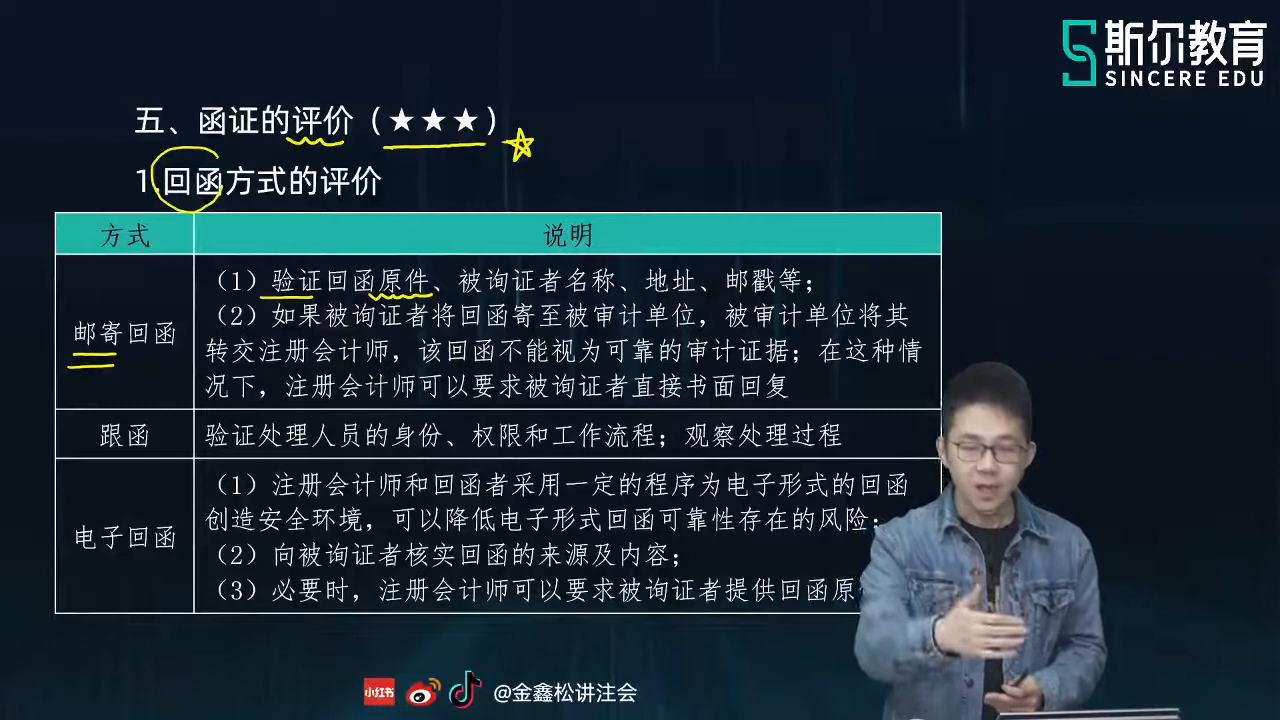 斯尔教育
SINCERE EDU
五、函证的评价（★★★）
1.回函方式的评价
方式
说明
邮寄回函
（1）验证回函原件、被询证者名称、地址、邮戳等；
（2）如果被询证者将回函寄至被审计单位，被审计单位将其
转交注册会计师，该回函不能视为可靠的审计证据；在这种情
况下，注册会计师可以要求被询证者直接书面回复
跟函
验证处理人员的身份、权限和工作流程；观察处理过程
电子回函
（1）注册会计师和回函者采用一定的程序为电子形式的回函
创造安全环境，可以降低电子形式回函可靠性存在的风险；
（2）向被询证者核实回函的来源及内容；
（3）必要时，注册会计师可以要求被询证者提供回函原
小红书
@金鑫松讲注会